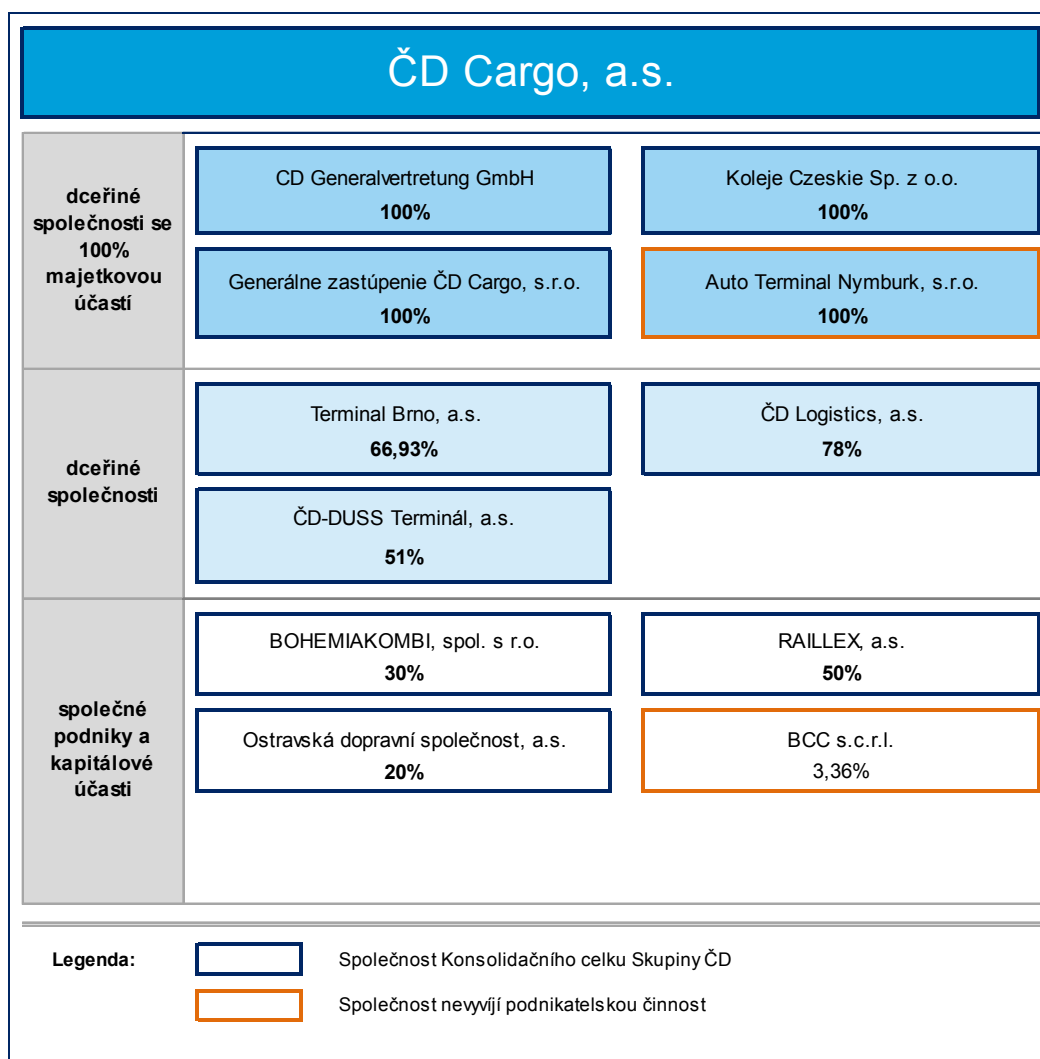 ČD Cargo, a.s.
dceřiné
společnosti se
100%
majetkovou
účastí
CD Generalvertretung GmbH
100%
Koleje Czeskie Sp. z o.o.
100%
Generálne zastúpenie ČD Cargo, s.r.o.
100%
Auto Terminal Nymburk, s.r.o.
100%
dceřiné
společnosti
Terminal Brno, a.s.
66,93%
ČD Logistics, a.s.
78%
ČD-DUSS Terminál, a.s.
51%
společné
podniky a
kapitálové
účasti
BOHEMIAKOMBI, spol. s r.o.
30%
RAILLEX, a.s.
50%
Ostravská dopravní společnost, a.s.
20%
BCC s.c.r.l.
3,36%
Legenda:
Společnost Konsolidačního celku Skupiny ČD
Společnost nevyvíjí podnikatelskou činnost